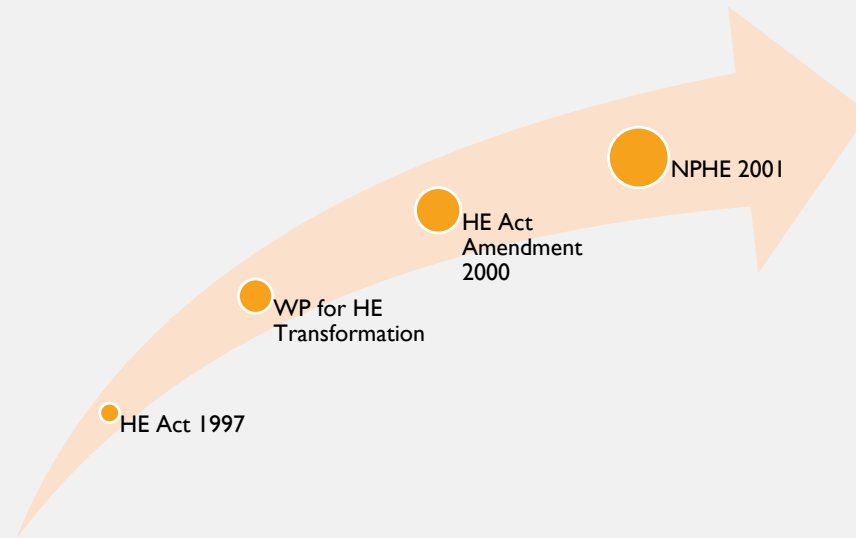 NPHE 2001
HE Act
Amendment
2000
WP for HE
Transformation
HE Act 1997